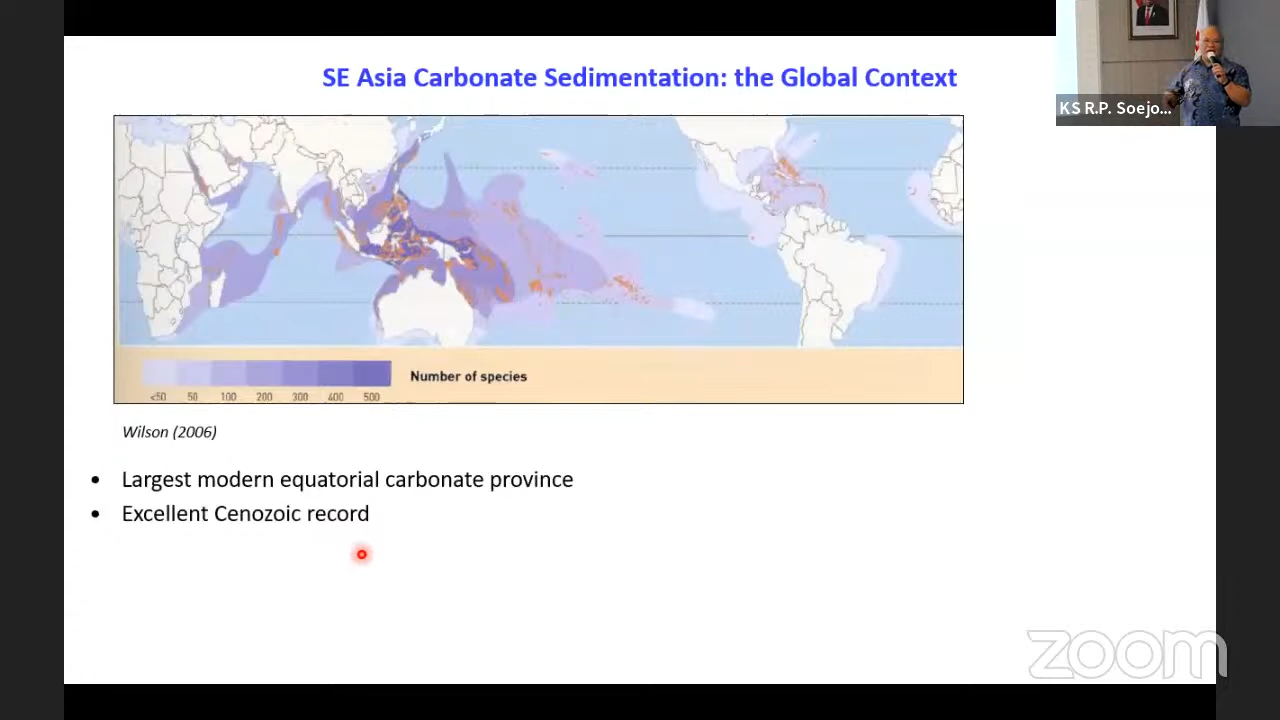 SE Asia Carbonate Sedimentation: the Global Context
KS R.P. Soejo...
Number of species
<50 50 100 200 300 400 500
Wilson (2006)
• Largest modern equatorial carbonate province
• Excellent Cenozoic record
zoom